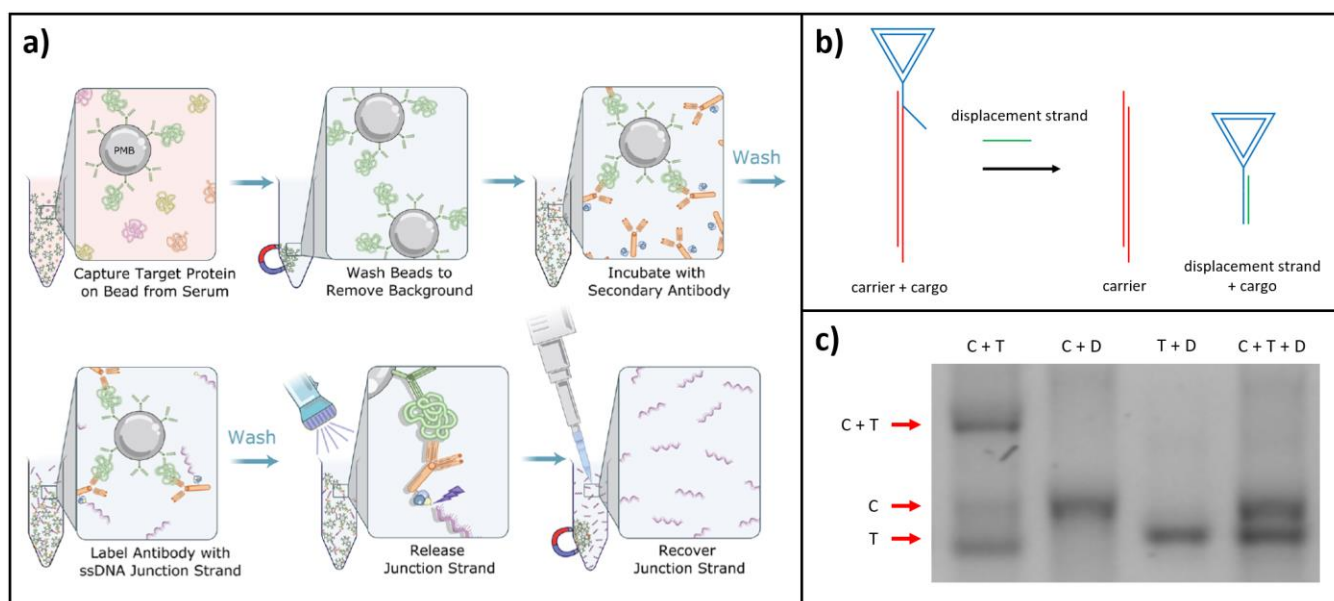 a)
PMB
Capture Target Protein
on Bead from Serum
Wash Beads to
Remove Background
Incubate with
Secondary Antibody
Wash
Label Antibody with
ssDNA Junction Strand
Wash
Release
Junction Strand
Recover
Junction Strand
b)
displacement strand
carrier + cargo
carrier
displacement strand
+ cargo
c)
C + T
C + D
T + D
C + T + D
C + T
C
T